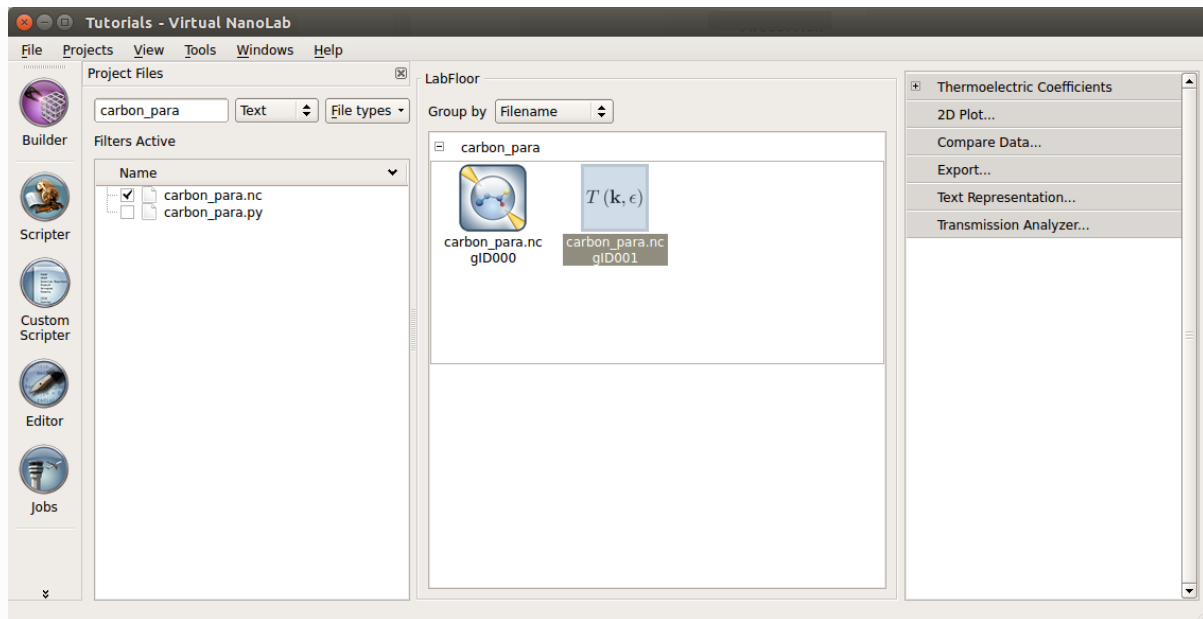 Tutorials - Virtual NanoLab
File Projects View Tools Windows Help
Builder
Scripter
Custom
Scripter
Editor
Jobs
Project Files
carbon_para Text File types
Filters Active
Name
carbon_para.nc
carbon_para.py
LabFloor
Group by Filename
carbon_para
T (k, ϵ)
carbon_para.nc
gID000
carbon_para.nc
gID001
Thermoelectric Coefficients
2D Plot...
Compare Data...
Export...
Text Representation...
Transmission Analyzer...